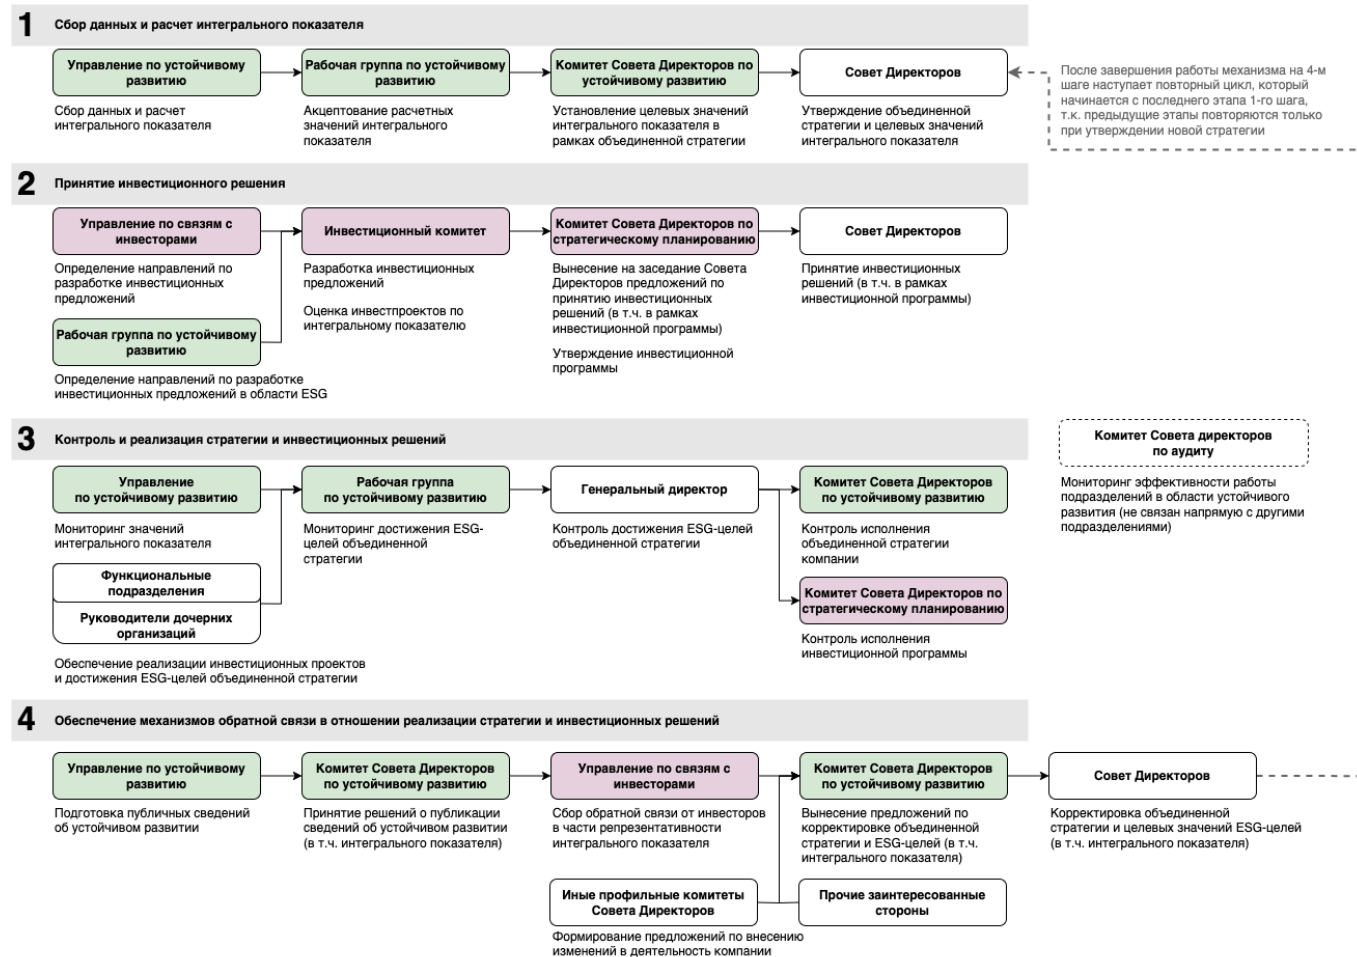 1
Сбор данных и расчет интегрального показателя
Управление по устойчивому
развитию
Сбор данных и расчет
интегрального показателя
Рабочая группа по устойчивому
развитию
Акцептование расчетных
значений интегрального
показателя
Комитет Совета Директоров по
устойчивому развитию
Установление целевых значений
интегрального показателя в
рамках объединенной стратегии
Совет Директоров
Утверждение объединенной
стратегии и целевых значений
интегрального показателя
После завершения работы механизма на 4-м
шаге наступает повторный цикл, который
начинается с последнего этапа 1-го шага,
т.к. предыдущие этапы повторяются только
при утверждении новой стратегии
2
Принятие инвестиционного решения
Управление по связям с
инвесторами
Определение направлений по
разработке инвестиционных
предложений
Рабочая группа по устойчивому
развитию
Определение направлений по разработке
инвестиционных предложений в области ESG
Инвестиционный комитет
Разработка инвестиционных
предложений
Оценка инвестпроектов по
интегральному показателю
Комитет Совета Директоров по
стратегическому планированию
Вынесение на заседание Совета
Директоров предложений по
принятию инвестиционных
решений (в т.ч. в рамках
инвестиционной программы)
Утверждение инвестиционной
программы
Совет Директоров
Принятие инвестиционных
решений (в т.ч. в рамках
инвестиционной программы)
3
Контроль и реализация стратегии и инвестиционных решений
Управление
по устойчивому развитию
Мониторинг значений
интегрального показателя
Функциональные
подразделения
Руководители дочерних
организаций
Обеспечение реализации инвестиционных проектов
и достижения ESG-целей объединенной стратегии
Рабочая группа
по устойчивому развитию
Мониторинг достижения ESG-
целей объединенной
стратегии
Генеральный директор
Контроль достижения ESG-целей
объединенной стратегии
Комитет Совета Директоров
по устойчивому развитию
Контроль исполнения
объединенной стратегии
компании
Комитет Совета Директоров по
стратегическому планированию
Контроль исполнения
инвестиционной программы
Комитет Совета директоров
по аудиту
Мониторинг эффективности работы
подразделений в области устойчивого
развития (не связан напрямую с другими
подразделениями)
4
Обеспечение механизмов обратной связи в отношении реализации стратегии и инвестиционных решений
Управление по устойчивому
развитию
Подготовка публичных сведений
об устойчивом развитии
Комитет Совета Директоров
по устойчивому развитию
Принятие решений о публикации
сведений об устойчивом развитии
(в т.ч. интегрального показателя)
Управление по связям с
инвесторами
Сбор обратной связи от инвесторов
в части репрезентативности
интегрального показателя
Комитет Совета Директоров
по устойчивому развитию
Вынесение предложений по
корректировке объединенной
стратегии и ESG-целей (в т.ч.
интегрального показателя)
Совет Директоров
Корректировка объединенной
стратегии и целевых значений ESG-целей
(в т.ч. интегрального показателя)
Иные профильные комитеты
Совета Директоров
Прочие заинтересованные
стороны
Формирование предложений по внесению
изменений в деятельность компании